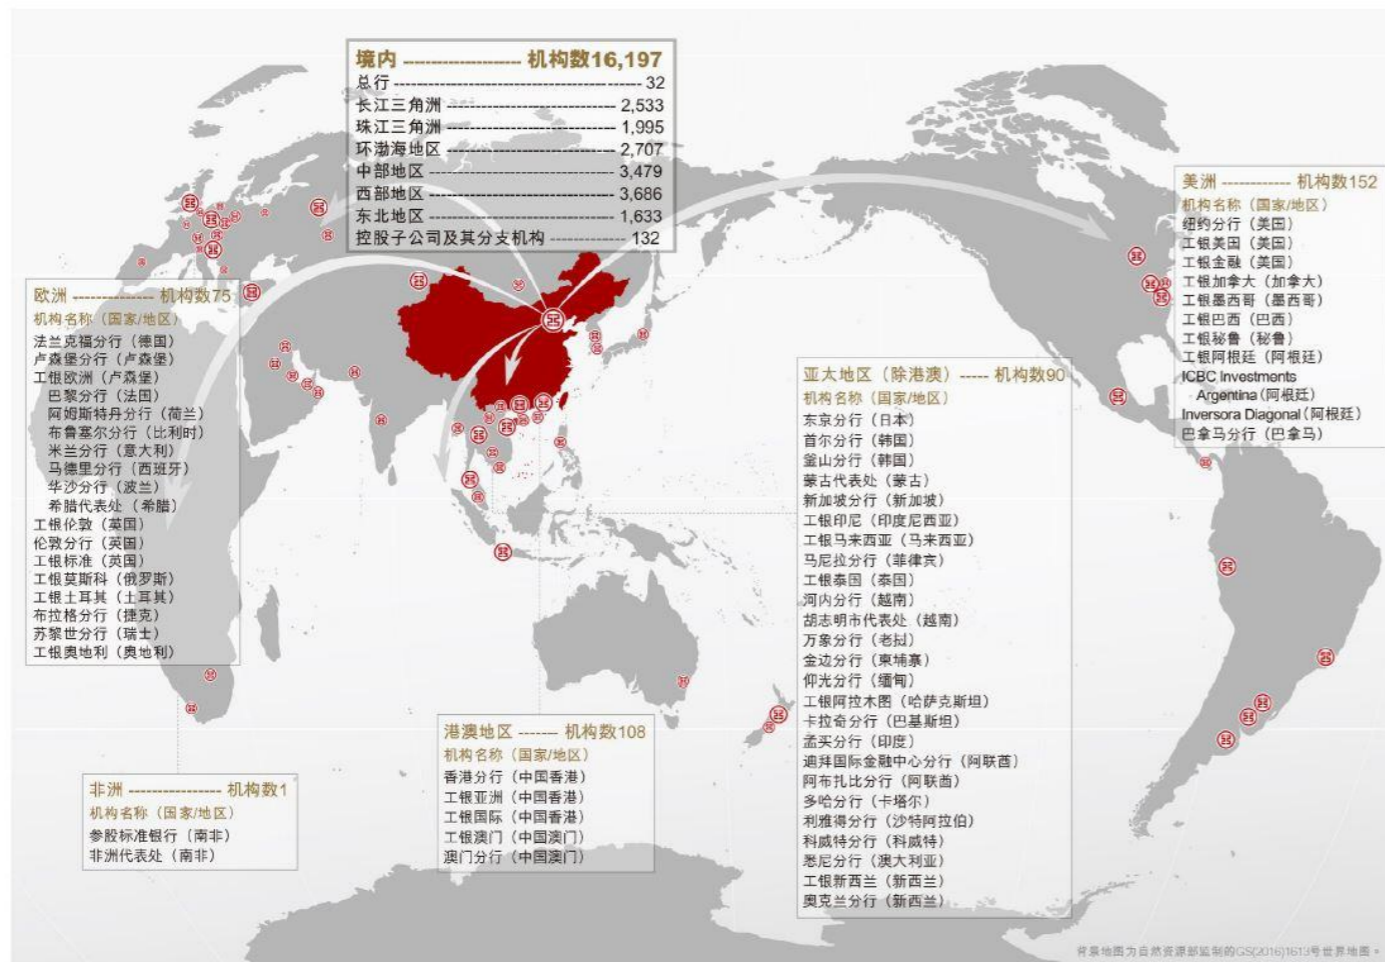 境内 --------------------- 机构数16,197
总行 --------------------------------------------- 32
长江三角洲 ------------------------------ 2,533
珠江三角洲 ------------------------------ 1,995
环渤海地区 ------------------------------ 2,707
中部地区 --------------------------------- 3,479
西部地区 --------------------------------- 3,686
东北地区 --------------------------------- 1,633
控股子公司及其分支机构 ------------- 132
欧洲 -------------- 机构数75
机构名称（国家/地区）
法兰克福分行（德国）
卢森堡分行（卢森堡）
工银欧洲（卢森堡）
巴黎分行（法国）
阿姆斯特丹分行（荷兰）
布鲁塞尔分行（比利时）
米兰分行（意大利）
马德里分行（西班牙）
华沙分行（波兰）
希腊代表处（希腊）
工银伦敦（英国）
伦敦分行（英国）
工银标准（英国）
工银莫斯科（俄罗斯）
工银土耳其（土耳其）
布拉格分行（捷克）
苏黎世分行（瑞士）
工银奥地利（奥地利）
非洲 ---------------- 机构数1
机构名称（国家/地区）
参股标准银行（南非）
非洲代表处（南非）
港澳地区 ------- 机构数108
机构名称（国家/地区）
香港分行（中国香港）
工银亚洲（中国香港）
工银国际（中国香港）
工银澳门（中国澳门）
澳门分行（中国澳门）
亚太地区（除港澳）----- 机构数90
机构名称（国家/地区）
东京分行（日本）
首尔分行（韩国）
釜山分行（韩国）
蒙古代表处（蒙古）
新加坡分行（新加坡）
工银印尼（印度尼西亚）
工银马来西亚（马来西亚）
马尼拉分行（菲律宾）
工银泰国（泰国）
河内分行（越南）
胡志明市代表处（越南）
万象分行（老挝）
金边分行（柬埔寨）
仰光分行（缅甸）
工银阿拉木图（哈萨克斯坦）
卡拉奇分行（巴基斯坦）
孟买分行（印度）
迪拜国际金融中心分行（阿联酋）
阿布扎比分行（阿联酋）
多哈分行（卡塔尔）
利雅得分行（沙特阿拉伯）
科威特分行（科威特）
悉尼分行（澳大利亚）
工银新西兰（新西兰）
奥克兰分行（新西兰）
美洲 ------------ 机构数152
机构名称（国家/地区）
纽约分行（美国）
工银美国（美国）
工银金融（美国）
工银加拿大（加拿大）
工银墨西哥（墨西哥）
工银巴西（巴西）
工银秘鲁（秘鲁）
工银阿根廷（阿根廷）
ICBC Investments
Argentina（阿根廷）
Inversora Diagonal（阿根廷）
巴拿马分行（巴拿马）
背景地图为自然资源部监制的GS(2016)1613号世界地图。